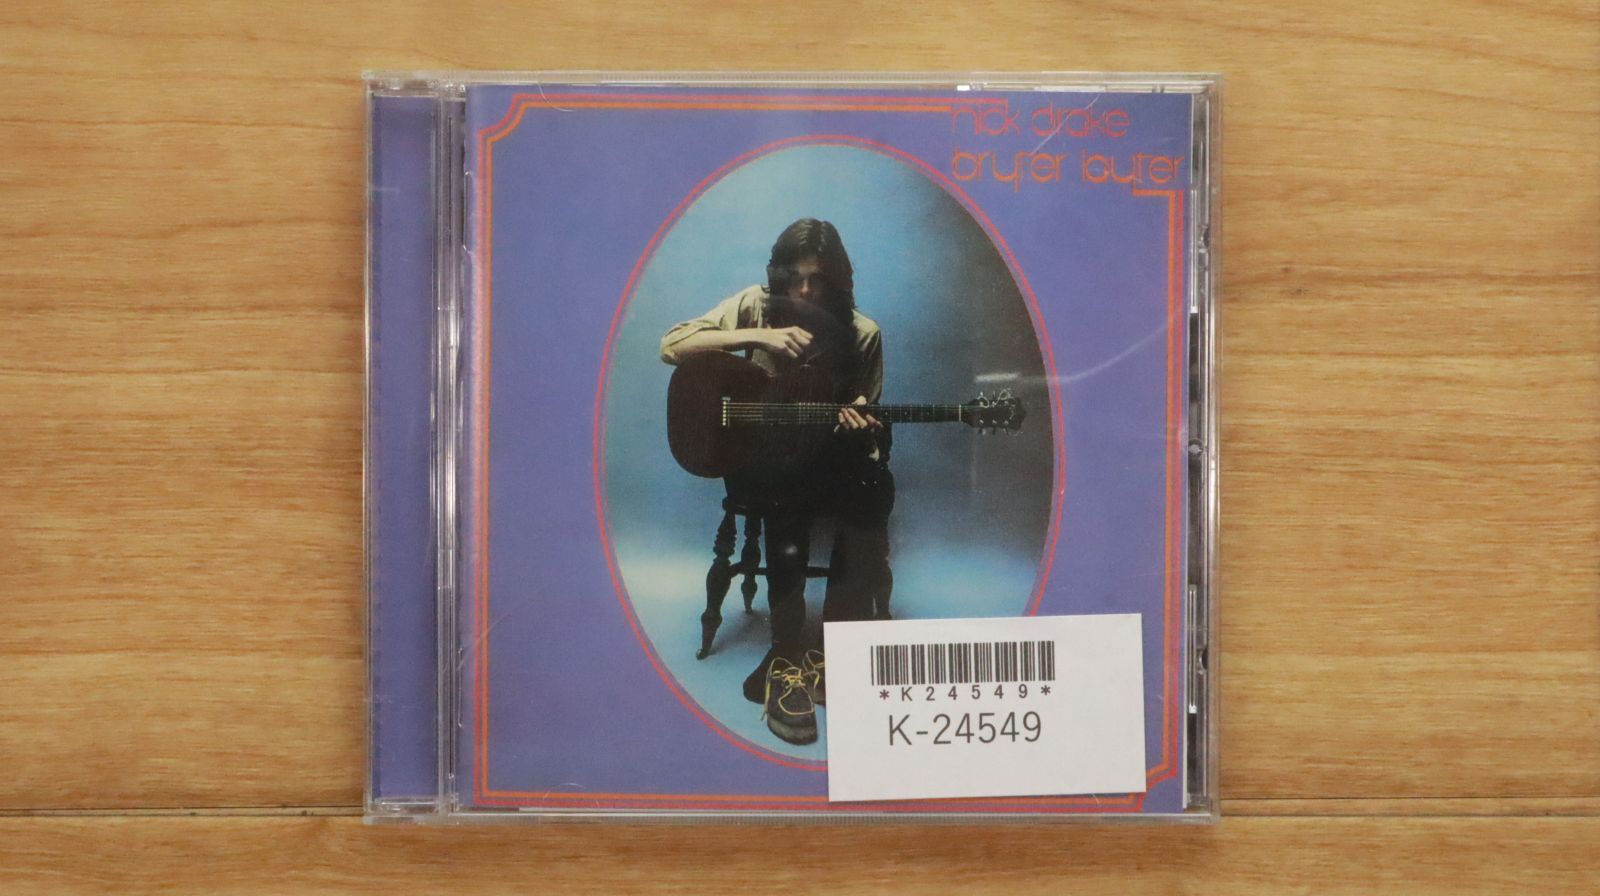 nick drake
bryter layter
*K24549*
K-24549